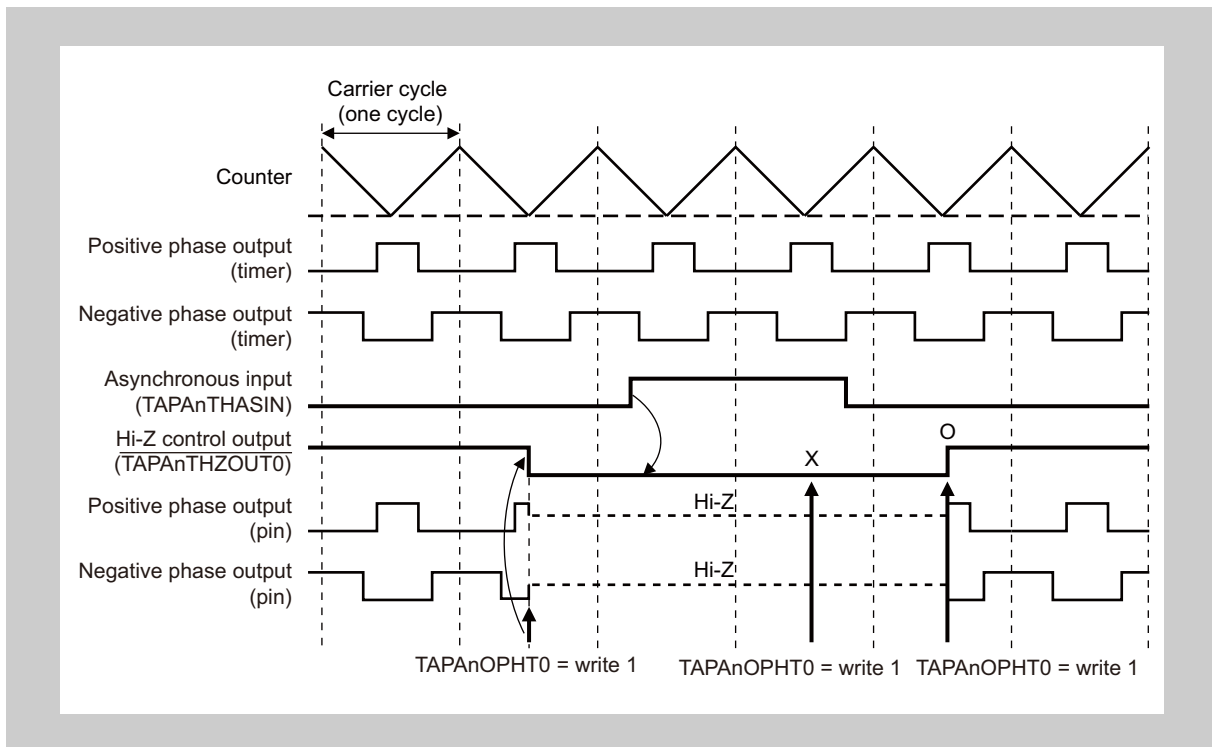 Carrier cycle
(one cycle)
Counter
Positive phase output
(timer)
Negative phase output
(timer)
Asynchronous input
(TAPAnTHASIN)
Hi-Z control output
(TAPAnTHZOUT0)
X
O
Positive phase output
(pin)
Hi-Z
Negative phase output
(pin)
Hi-Z
TAPAnOPHT0 = write 1
TAPAnOPHT0 = write 1
TAPAnOPHT0 = write 1